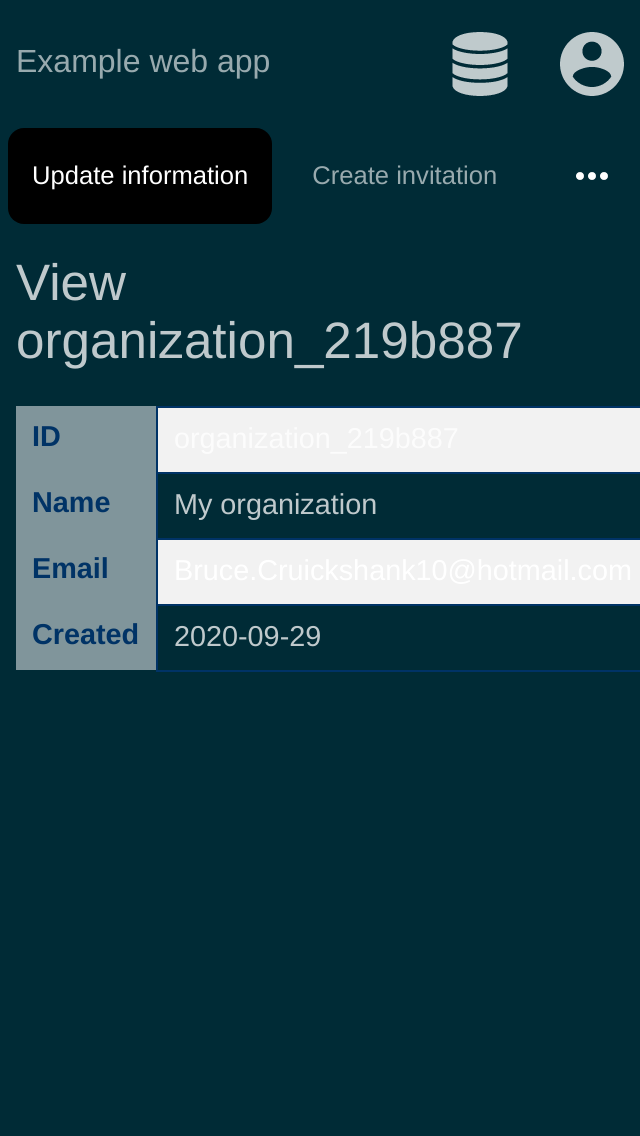 Example web app
Update information
Create invitation
View
organization_219b887
ID
organization_219b887
Name
My organization
Email
Bruce.Cruickshank10@hotmail.com
Created
2020-09-29